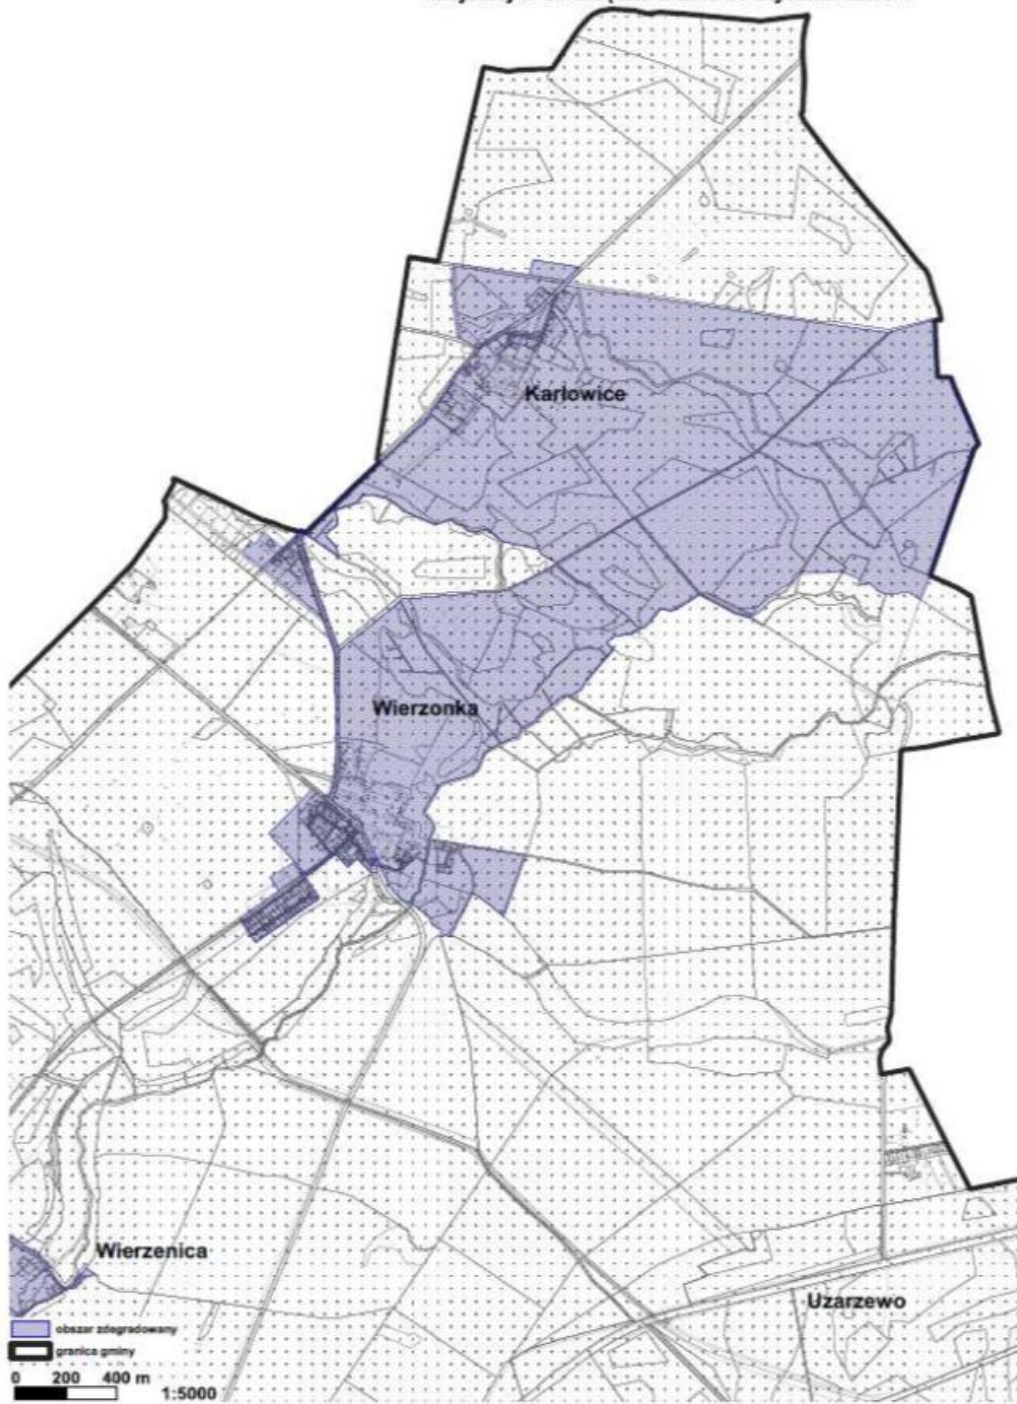 Karłowice
Wierzonka
Wierzenica
Uzarzewo
obszar zdegradowany
granica gminy
0 200 400 m
1:5000